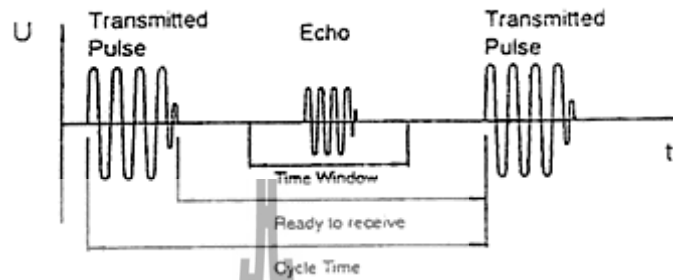 U
Transmitted
Pulse
Echo
Transmitted
Pulse
t
Time Window
Ready to receive
Cycle Time